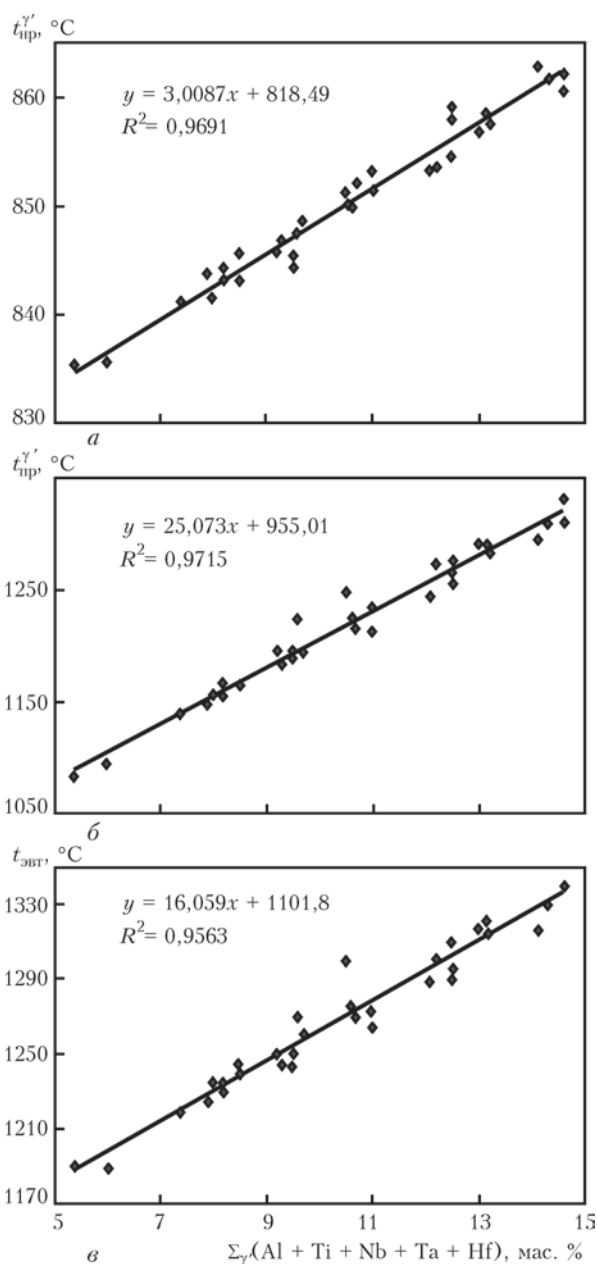 t_нр^γ′, °C
860
y = 3,0087x + 818,49
R² = 0,9691
850
840
830
а
t_пр^γ′, °C
y = 25,073x + 955,01
R² = 0,9715
1250
1150
1050
б
t_эвт, °C
1330
y = 16,059x + 1101,8
R² = 0,9563
1290
1250
1210
1170
5 7 9 11 13 15
в Σγ′(Al + Ti + Nb + Ta + Hf), мас. %